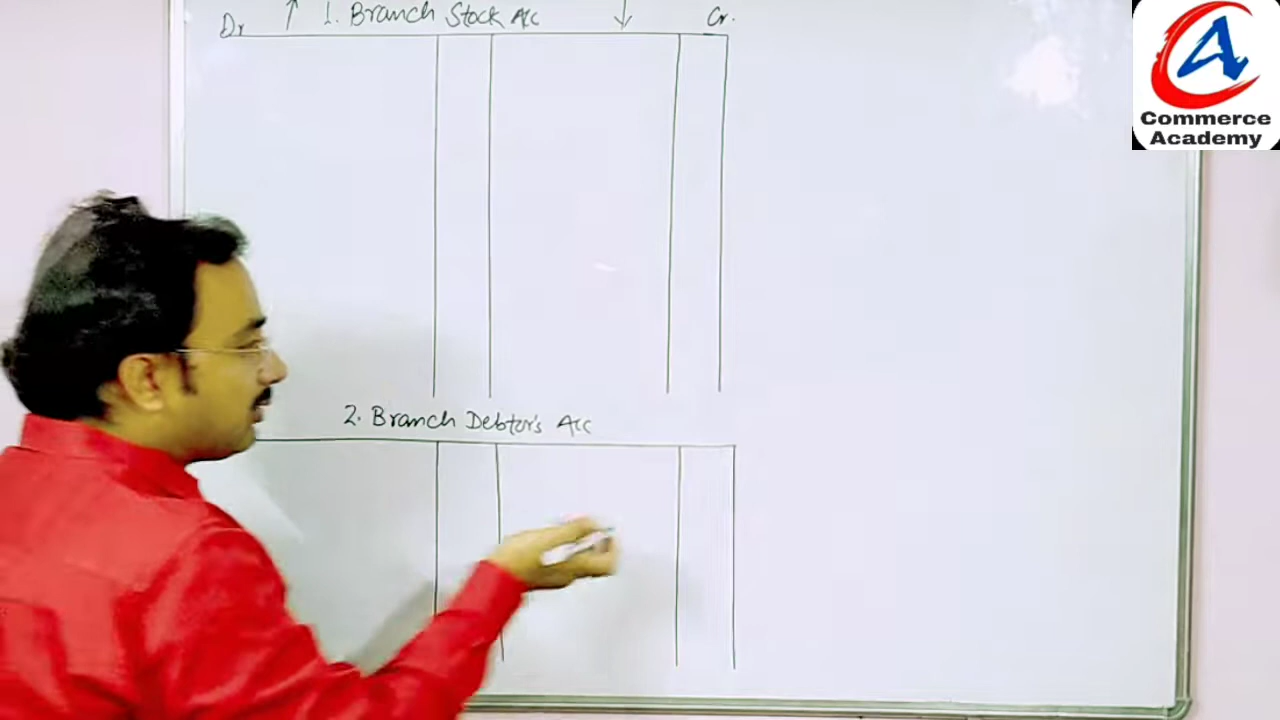 Dr 1. Branch Stock A/c Cr.
2. Branch Debtor's A/c
Commerce
Academy